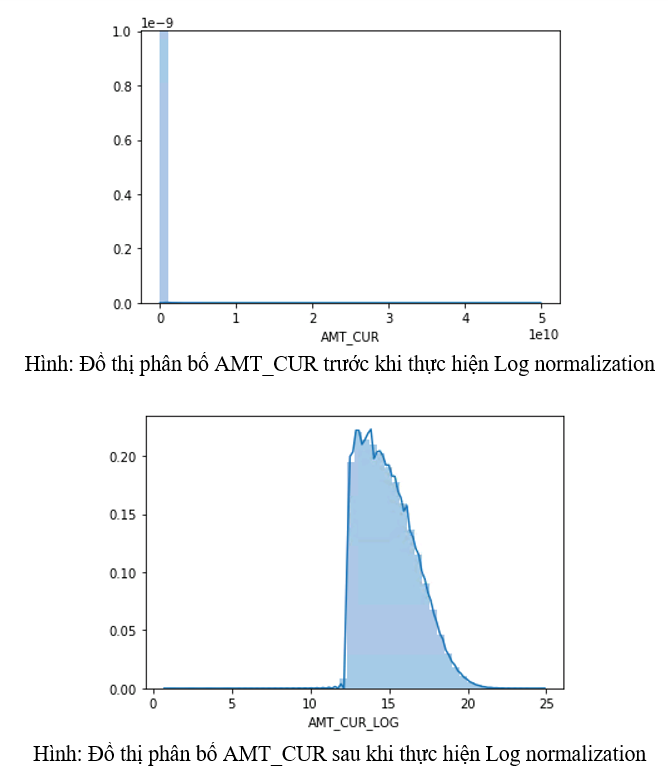 1e−9
1.0
0.8
0.6
0.4
0.2
0.0
0 1 2 3 4 5
1e10
AMT_CUR
Hình: Đồ thị phân bố AMT_CUR trước khi thực hiện Log normalization
0.20
0.15
0.10
0.05
0.00
0 5 10 15 20 25
AMT_CUR_LOG
Hình: Đồ thị phân bố AMT_CUR sau khi thực hiện Log normalization